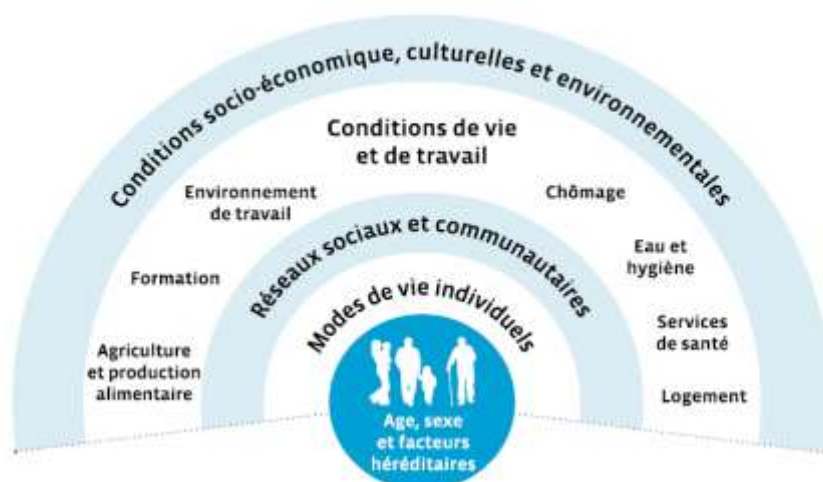 Conditions socio-économique, culturelles et environnementales
Conditions de vie
et de travail
Environnement
de travail
Chômage
Réseaux sociaux et communautaires
Eau et
hygiène
Formation
Modes de vie individuels
Services
de santé
Agriculture
et production
alimentaire
Logement
Age, sexe
et facteurs
héréditaires